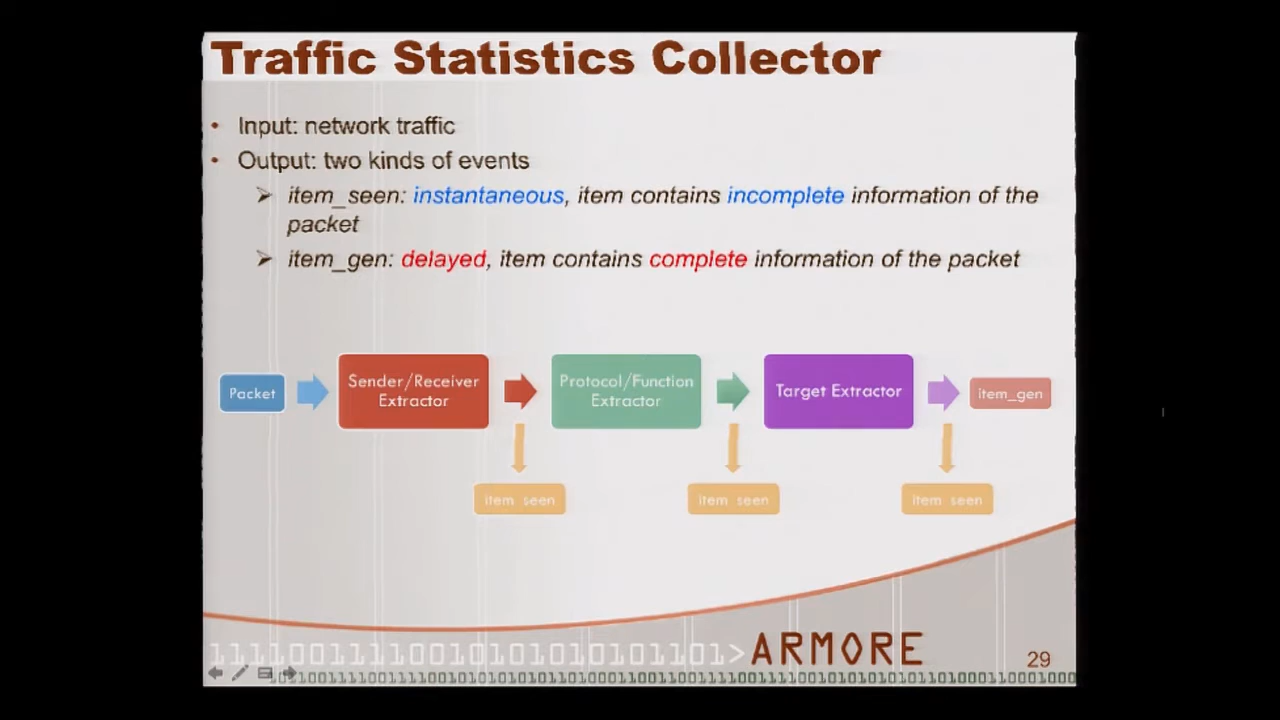 Traffic Statistics Collector
• Input: network traffic
• Output: two kinds of events
➢ item_seen: instantaneous, item contains incomplete information of the
packet
➢ item_gen: delayed, item contains complete information of the packet
Packet
Sender/Receiver
Extractor
Protocol/Function
Extractor
Target Extractor
item_gen
item_seen
item_seen
item_seen
ARMORE
29